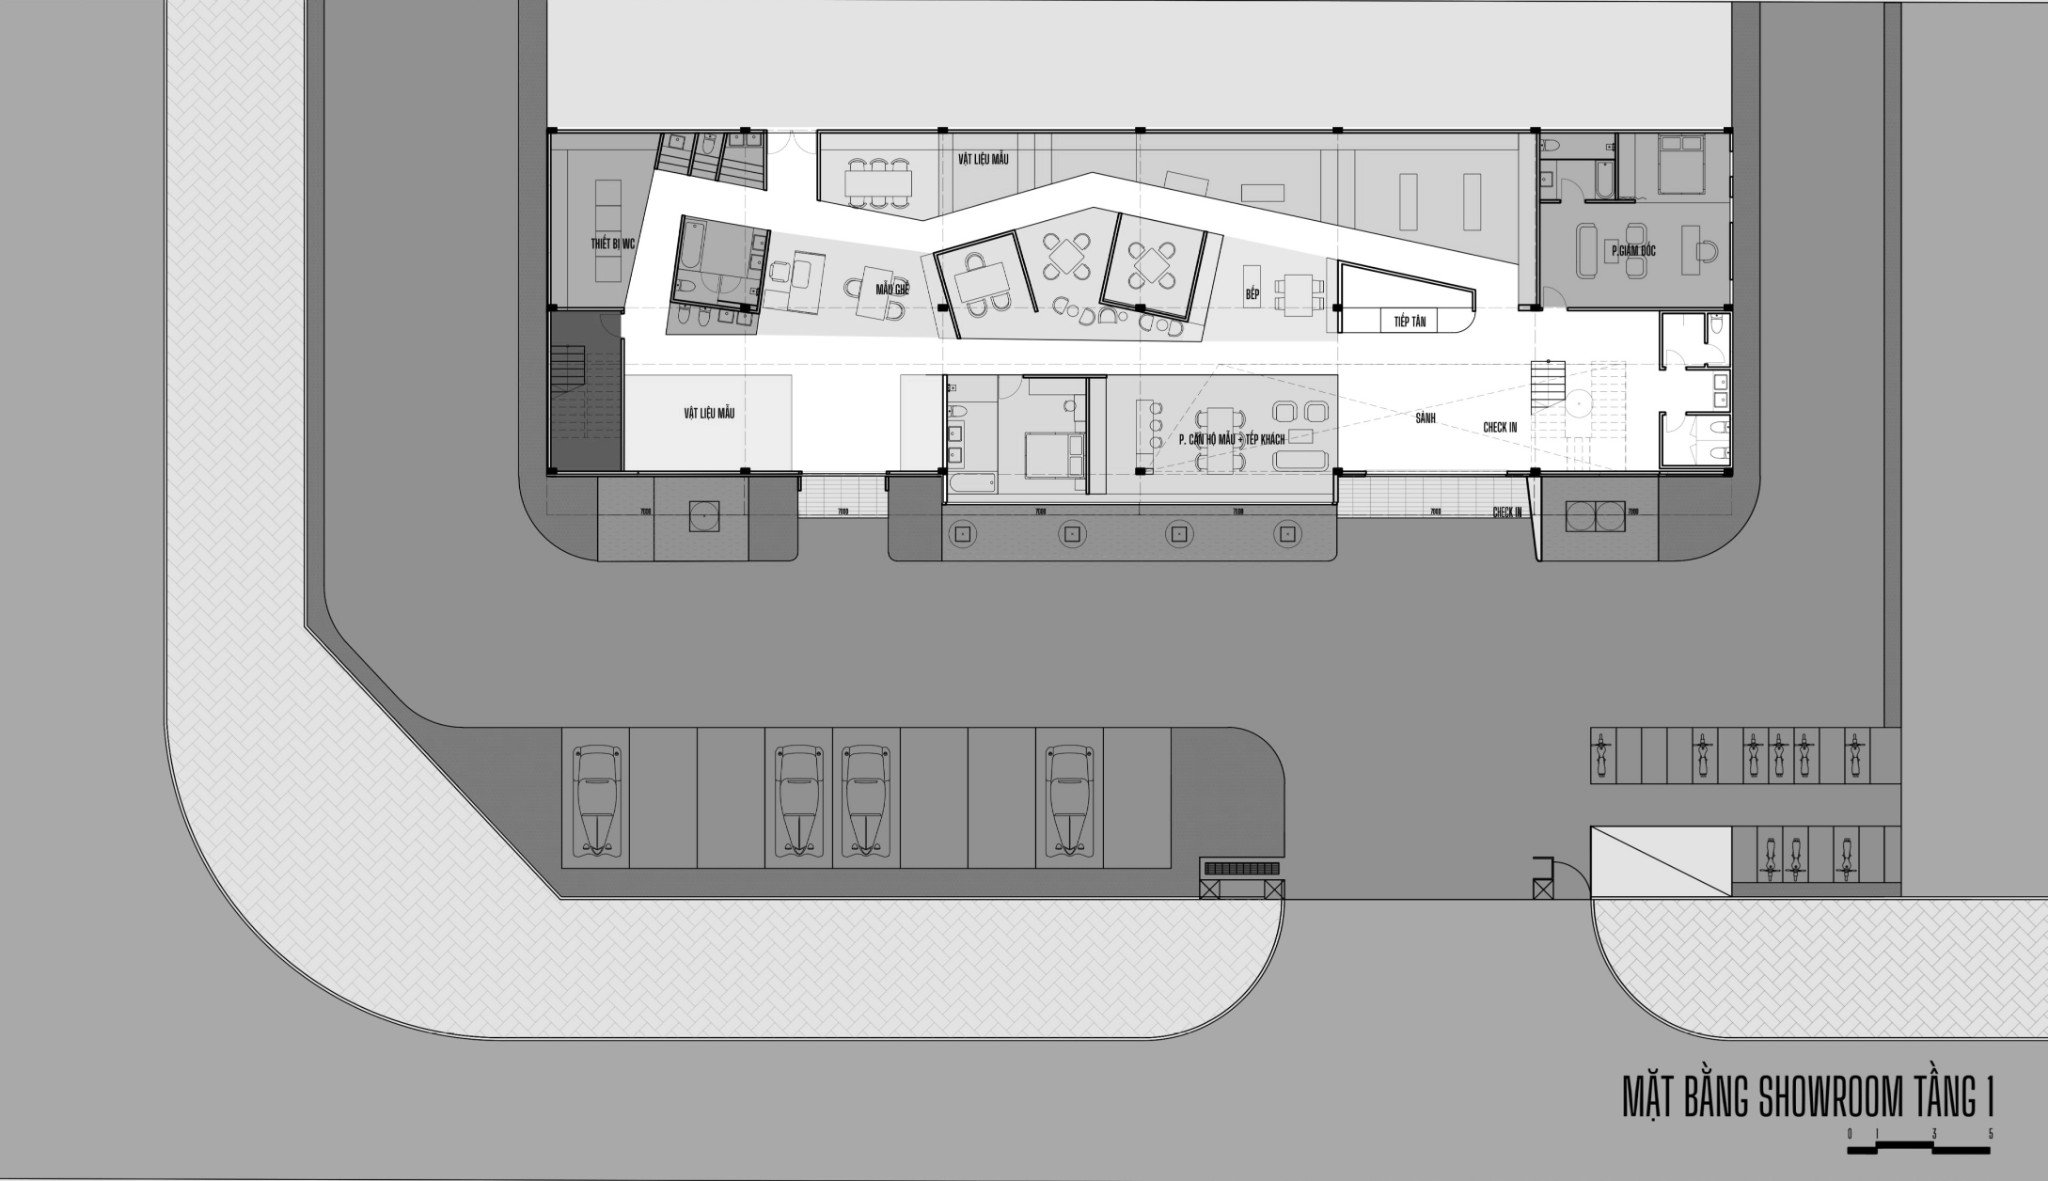 VẬT LIỆU MẪU
THIẾT BỊ WC
P.GIÁM ĐỐC
MẪU GHẾ
BẾP
TIẾP TÂN
VẬT LIỆU MẪU
SẢNH
CHECK IN
P. CĂN HỘ MẪU + TẾP KHÁCH
7000
7000
7000
7000
7000
CHECK IN
7000
MẶT BẰNG SHOWROOM TẦNG 1
0 1 3 5